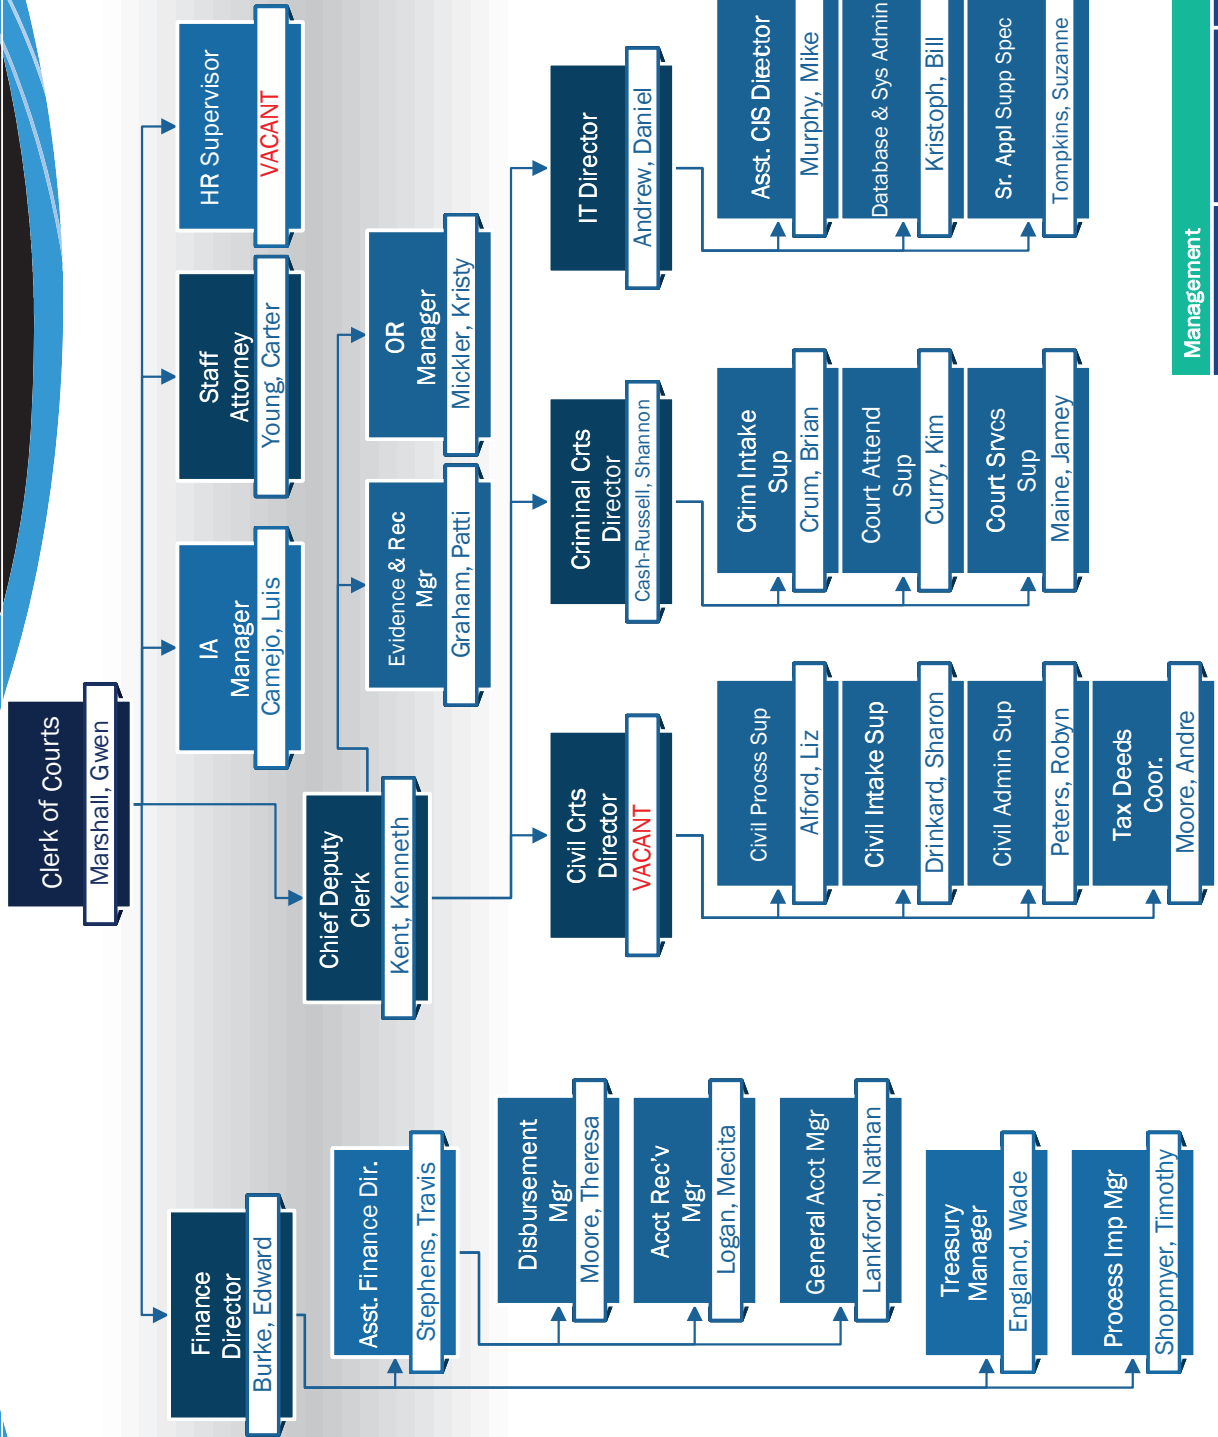 Clerk of Courts
Marshall, Gwen
Finance
Director
Burke, Edward
IA
Manager
Camejo, Luis
Staff
Attorney
Young, Carter
HR Supervisor
VACANT
Chief Deputy
Clerk
Kent, Kenneth
Evidence & Rec
Mgr
Graham, Patti
OR
Manager
Mickler, Kristy
Asst. Finance Dir.
Stephens, Travis
Disbursement
Mgr
Moore, Theresa
Acct Rec'v
Mgr
Logan, Mecita
General Acct Mgr
Lankford, Nathan
Treasury
Manager
England, Wade
Process Imp Mgr
Shopmyer, Timothy
Civil Crts
Director
VACANT
Civil Procss Sup
Alford, Liz
Civil Intake Sup
Drinkard, Sharon
Civil Admin Sup
Peters, Robyn
Tax Deeds
Coor.
Moore, Andre
Criminal Crts
Director
Cash-Russell, Shannon
Crim Intake
Sup
Crum, Brian
Court Attend
Sup
Curry, Kim
Court Srvcs
Sup
Maine, Jamey
IT Director
Andrew, Daniel
Asst. CIS Director
Murphy, Mike
Database & Sys Admin
Kristoph, Bill
Sr. Appl Supp Spec
Tompkins, Suzanne
Management